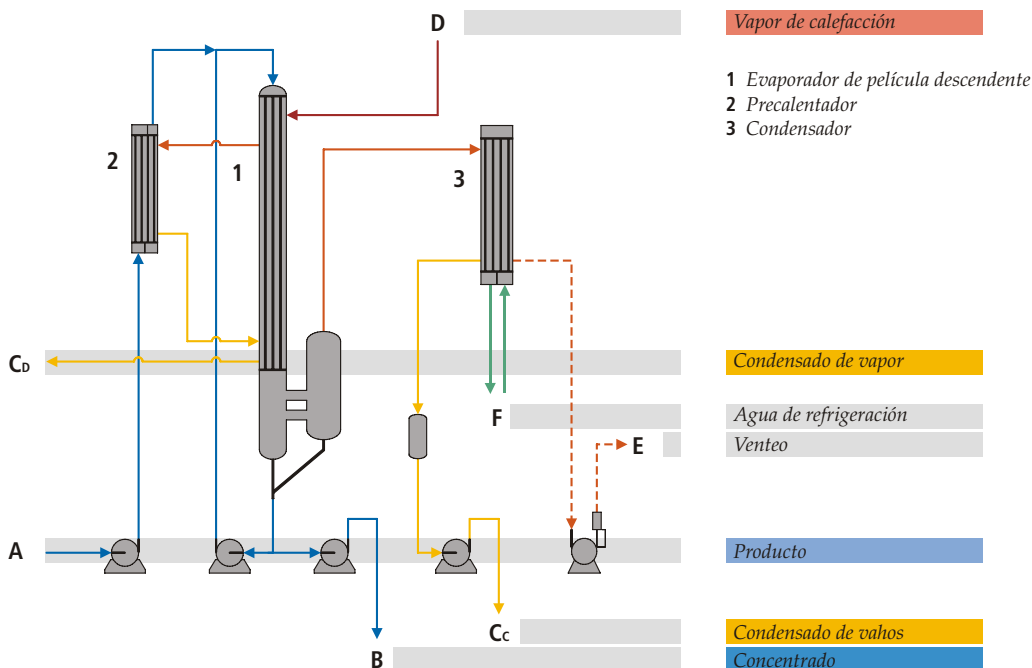 D
Vapor de calefacción
1 Evaporador de película descendente
2 Precalentador
3 Condensador
2
1
3
CD
Condensado de vapor
F
Agua de refrigeración
E
Venteo
A
Producto
Cc
Condensado de vahos
B
Concentrado